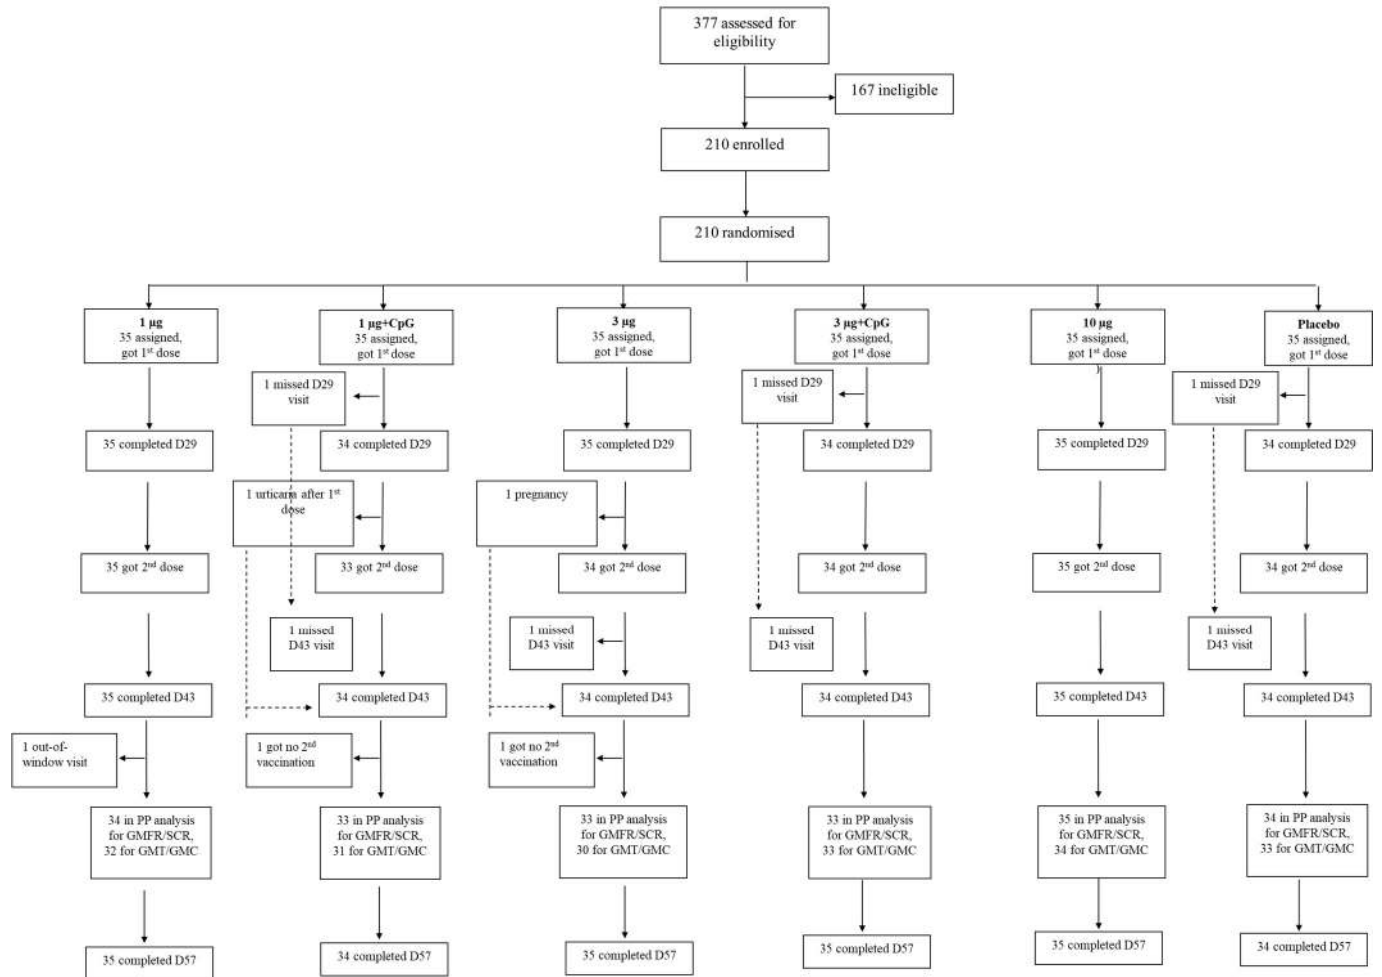 377 assessed for
eligibility
167 ineligible
210 enrolled
210 randomised
1 µg
35 assigned,
got 1st dose
1 µg+CpG
35 assigned,
got 1st dose
3 µg
35 assigned,
got 1st dose
3 µg+CpG
35 assigned,
got 1st dose
10 µg
35 assigned,
got 1st dose
)
Placebo
35 assigned,
got 1st dose
1 missed D29
visit
1 missed D29
visit
1 missed D29
visit
35 completed D29
34 completed D29
35 completed D29
34 completed D29
35 completed D29
34 completed D29
1 urticara after 1st
dose
1 pregnancy
35 got 2nd dose
33 got 2nd dose
34 got 2nd dose
34 got 2nd dose
35 got 2nd dose
34 got 2nd dose
1 missed
D43 visit
1 missed
D43 visit
1 missed
D43 visit
1 missed
D43 visit
35 completed D43
34 completed D43
34 completed D43
34 completed D43
35 completed D43
34 completed D43
1 out-of-
window visit
1 got no 2nd
vaccination
1 got no 2nd
vaccination
34 in PP analysis
for GMFR/SCR,
32 for GMT/GMC
33 in PP analysis
for GMFR/SCR,
31 for GMT/GMC
33 in PP analysis
for GMFR/SCR,
30 for GMT/GMC
33 in PP analysis
for GMFR/SCR,
33 for GMT/GMC
35 in PP analysis
for GMFR/SCR,
34 for GMT/GMC
34 in PP analysis
for GMFR/SCR,
33 for GMT/GMC
35 completed D57
34 completed D57
35 completed D57
35 completed D57
35 completed D57
34 completed D57